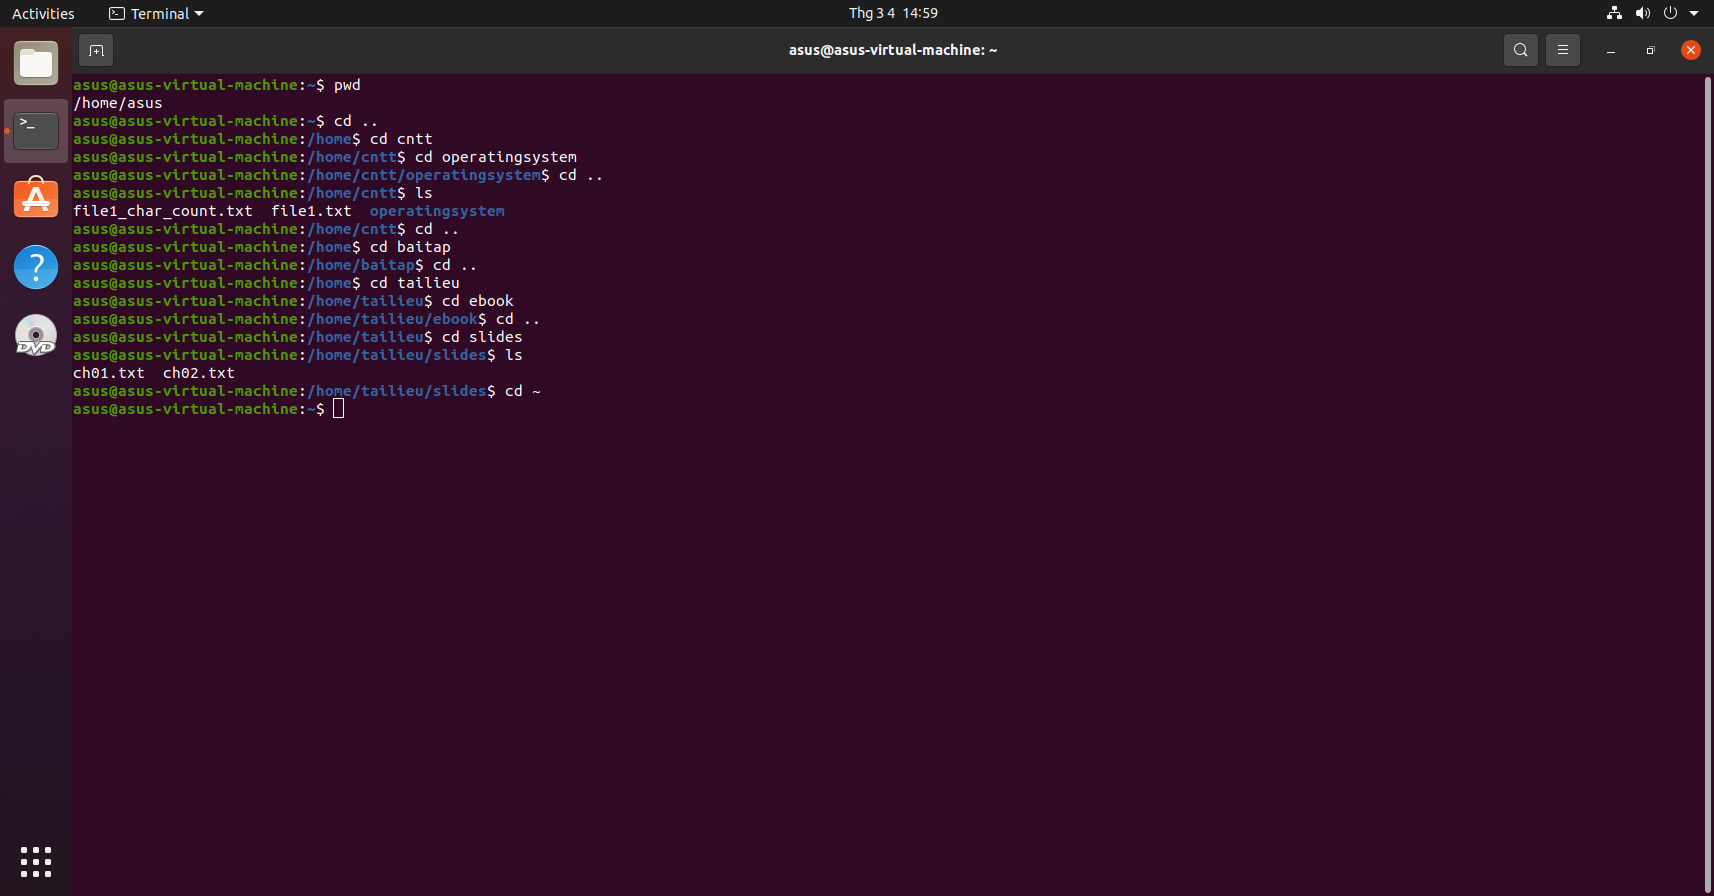 Activities
Terminal
Thg 3 4 14:59
asus@asus-virtual-machine: ~
asus@asus-virtual-machine:~$ pwd
/home/asus
asus@asus-virtual-machine:~$ cd ..
asus@asus-virtual-machine:/home$ cd cntt
asus@asus-virtual-machine:/home/cntt$ cd operatingsystem
asus@asus-virtual-machine:/home/cntt/operatingsystem$ cd ..
asus@asus-virtual-machine:/home/cntt$ ls
file1_char_count.txt  file1.txt  operatingsystem
asus@asus-virtual-machine:/home/cntt$ cd ..
asus@asus-virtual-machine:/home$ cd baitap
asus@asus-virtual-machine:/home/baitap$ cd ..
asus@asus-virtual-machine:/home$ cd tailieu
asus@asus-virtual-machine:/home/tailieu$ cd ebook
asus@asus-virtual-machine:/home/tailieu/ebook$ cd ..
asus@asus-virtual-machine:/home/tailieu$ cd slides
asus@asus-virtual-machine:/home/tailieu/slides$ ls
ch01.txt  ch02.txt
asus@asus-virtual-machine:/home/tailieu/slides$ cd ~
asus@asus-virtual-machine:~$
>_
A
?
DVD